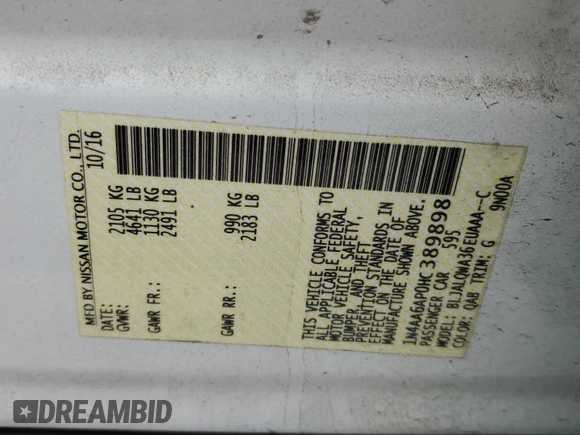 MFD BY NISSAN MOTOR CO., LTD.
DATE: 10/16
GVWR: 2105 KG
4641 LB
GAWR FR.: 1130 KG
2491 LB
GAWR RR.: 990 KG
2183 LB
THIS VEHICLE CONFORMS TO
ALL APPLICABLE FEDERAL
MOTOR VEHICLE SAFETY,
BUMPER, AND THEFT
PREVENTION STANDARDS IN
EFFECT ON THE DATE OF
MANUFACTURE SHOWN ABOVE.
1N4AA6AP0HC389898
PASSENGER CAR 595
MODEL: BLJALQWA36EUAAA--C
COLOR: QAB TRIM: G 9N00A
DREAMBID